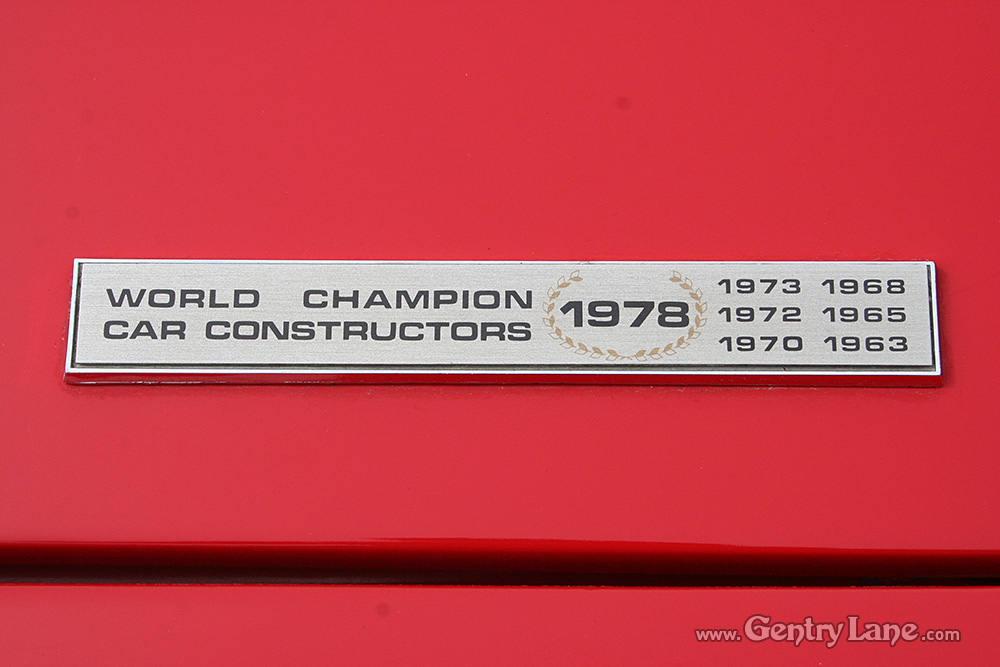 WORLD CHAMPION
CAR CONSTRUCTORS
1978
1973 1968
1972 1965
1970 1963
www.GentryLane.com